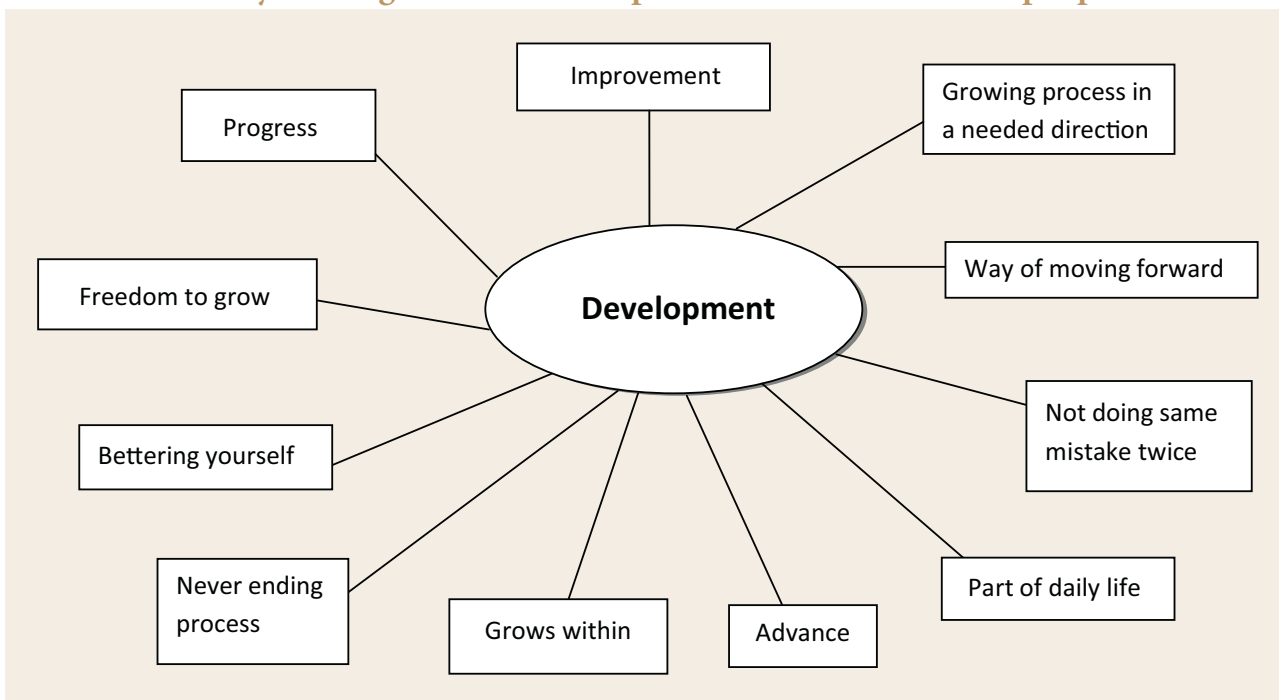 Improvement
Growing process in
a needed direction
Progress
Way of moving forward
Freedom to grow
Development
Not doing same
mistake twice
Bettering yourself
Never ending
process
Part of daily life
Grows within
Advance